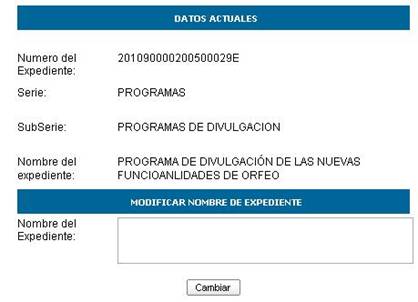 DATOS ACTUALES
Numero del Expediente: 201090000200500029E
Serie: PROGRAMAS
SubSerie: PROGRAMAS DE DIVULGACION
Nombre del expediente: PROGRAMA DE DIVULGACIÓN DE LAS NUEVAS
FUNCIOANLIDADES DE ORFEO
MODIFICAR NOMBRE DE EXPEDIENTE
Nombre del
Expediente:
Cambiar